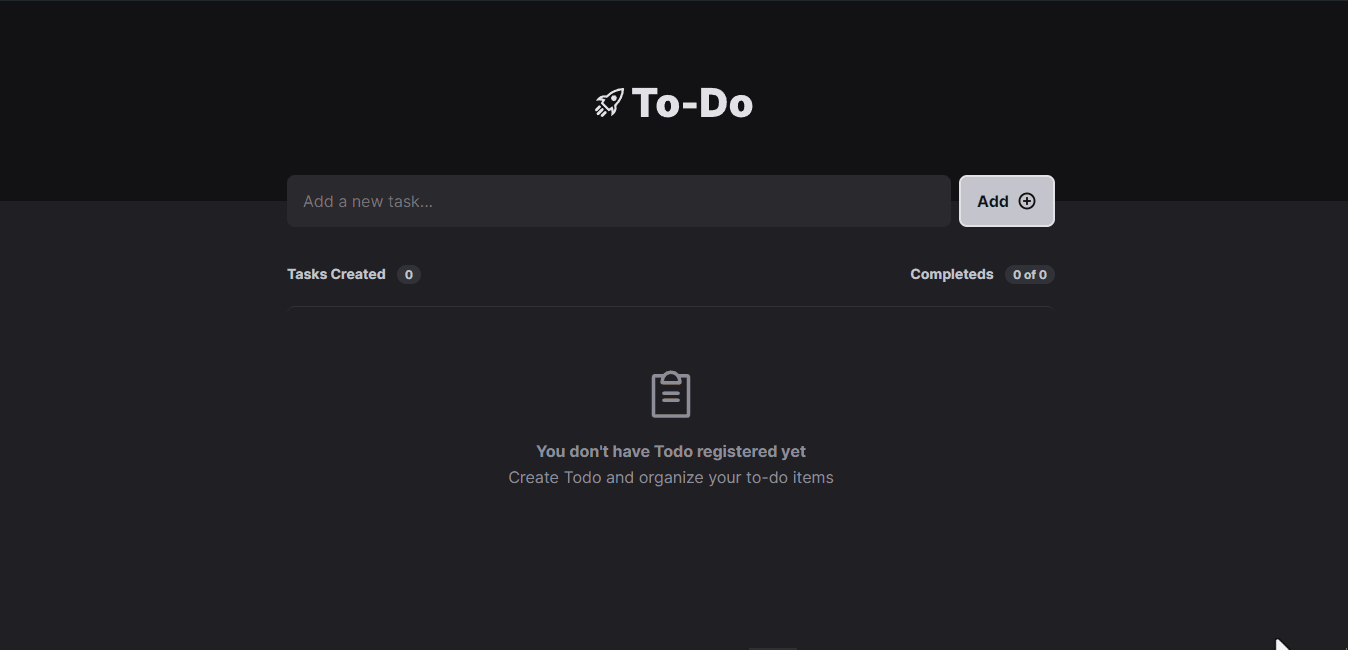 To-Do
Add a new task...
Add
Tasks Created 0
Completeds 0 of 0
You don't have Todo registered yet
Create Todo and organize your to-do items